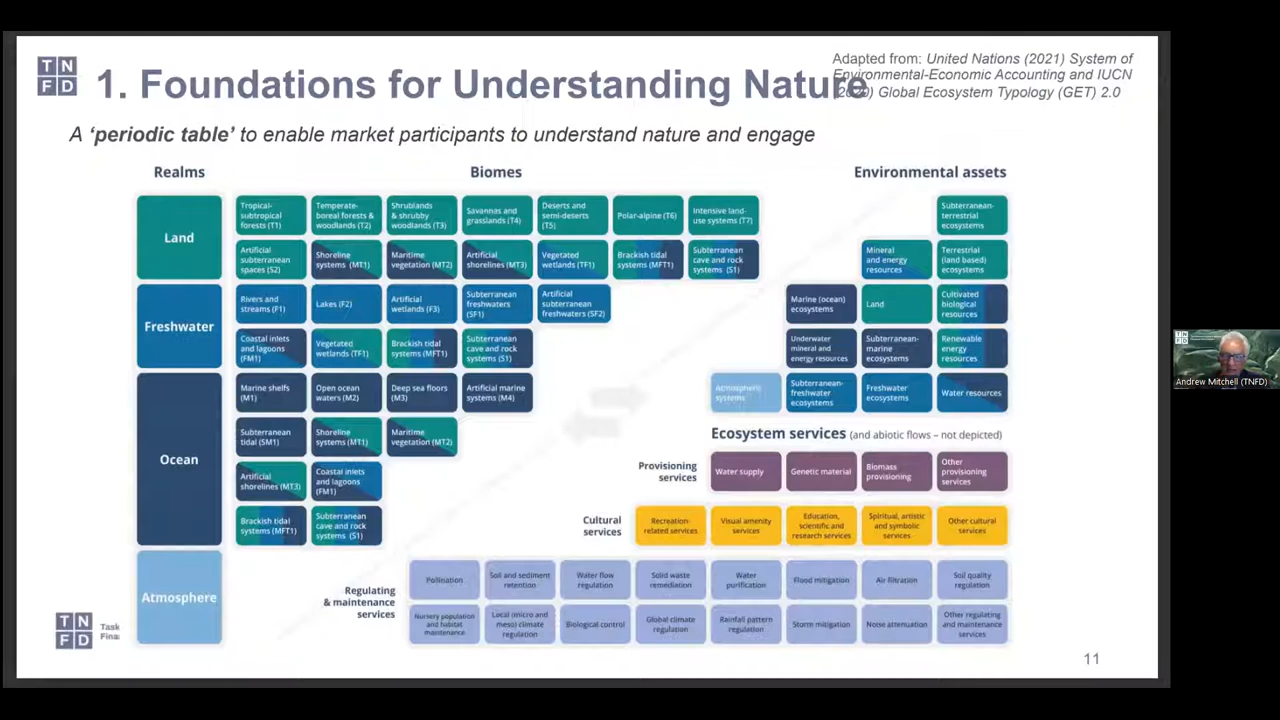 TN
FD
1. Foundations for Understanding Nature
Adapted from: United Nations (2021) System of
Environmental-Economic Accounting and IUCN
(2020) Global Ecosystem Typology (GET) 2.0
A ‘periodic table’ to enable market participants to understand nature and engage
Realms
Biomes
Environmental assets
Land
Tropical-
subtropical
forests (T1)
Temperate-
boreal forests &
woodlands (T2)
Shrublands
& shrubby
woodlands (T3)
Savannas and
grasslands (T4)
Deserts and
semi-deserts
(T5)
Polar-alpine (T6)
Intensive land-
use systems (T7)
Subterranean-
terrestrial
ecosystems
Artificial
subterranean
spaces (S2)
Shoreline
systems (MT1)
Maritime
vegetation (MT2)
Artificial
shorelines (MT3)
Vegetated
wetlands (TF1)
Brackish tidal
systems (MFT1)
Subterranean
cave and rock
systems (S1)
Mineral
and energy
resources
Terrestrial
(land based)
ecosystems
Freshwater
Rivers and
streams (F1)
Lakes (F2)
Artificial
wetlands (F3)
Subterranean
freshwaters
(SF1)
Artificial
subterranean
freshwaters (SF2)
Marine (ocean)
ecosystems
Land
Cultivated
biological
resources
Coastal inlets
and lagoons
(FM1)
Vegetated
wetlands (TF1)
Brackish tidal
systems (MFT1)
Subterranean
cave and rock
systems (S1)
Underwater
mineral and
energy resources
Subterranean-
marine
ecosystems
Renewable
energy
resources
Ocean
Marine shelfs
(M1)
Open ocean
waters (M2)
Deep sea floors
(M3)
Artificial marine
systems (M4)
Atmospheric
systems
Subterranean-
freshwater
ecosystems
Freshwater
ecosystems
Water resources
Subterranean
tidal (SM1)
Shoreline
systems (MT1)
Maritime
vegetation (MT2)
Artificial
shorelines (MT3)
Coastal inlets
and lagoons
(FM1)
Brackish tidal
systems (MFT1)
Subterranean
cave and rock
systems (S1)
Ecosystem services (and abiotic flows – not depicted)
Provisioning
services
Water supply
Genetic material
Biomass
provisioning
Other
provisioning
services
Cultural
services
Recreation-
related services
Visual amenity
services
Education,
scientific and
research services
Spiritual, artistic
and symbolic
services
Other cultural
services
Atmosphere
Regulating
& maintenance
services
Pollination
Soil and sediment
retention
Water flow
regulation
Solid waste
remediation
Water
purification
Flood mitigation
Air filtration
Soil quality
regulation
Nursery population
and habitat
maintenance
Local (micro and
meso) climate
regulation
Biological control
Global climate
regulation
Rainfall pattern
regulation
Storm mitigation
Noise attenuation
Other regulating
and maintenance
services
TN
FD
Task
Fina
11
Andrew Mitchell (TNFD)